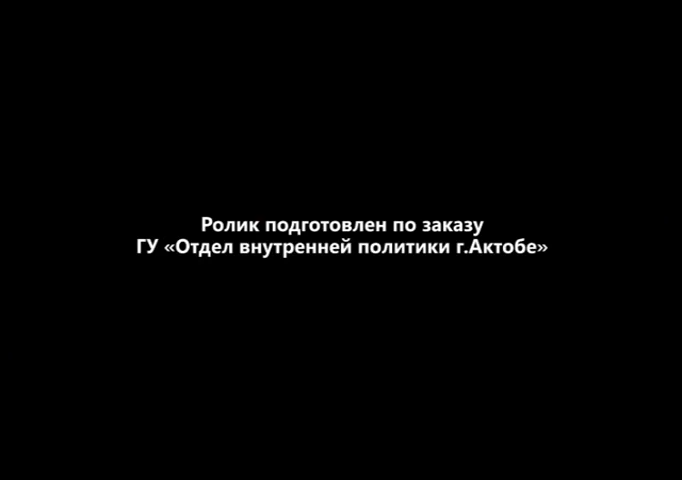 Ролик подготовлен по заказу
ГУ «Отдел внутренней политики г.Актобе»